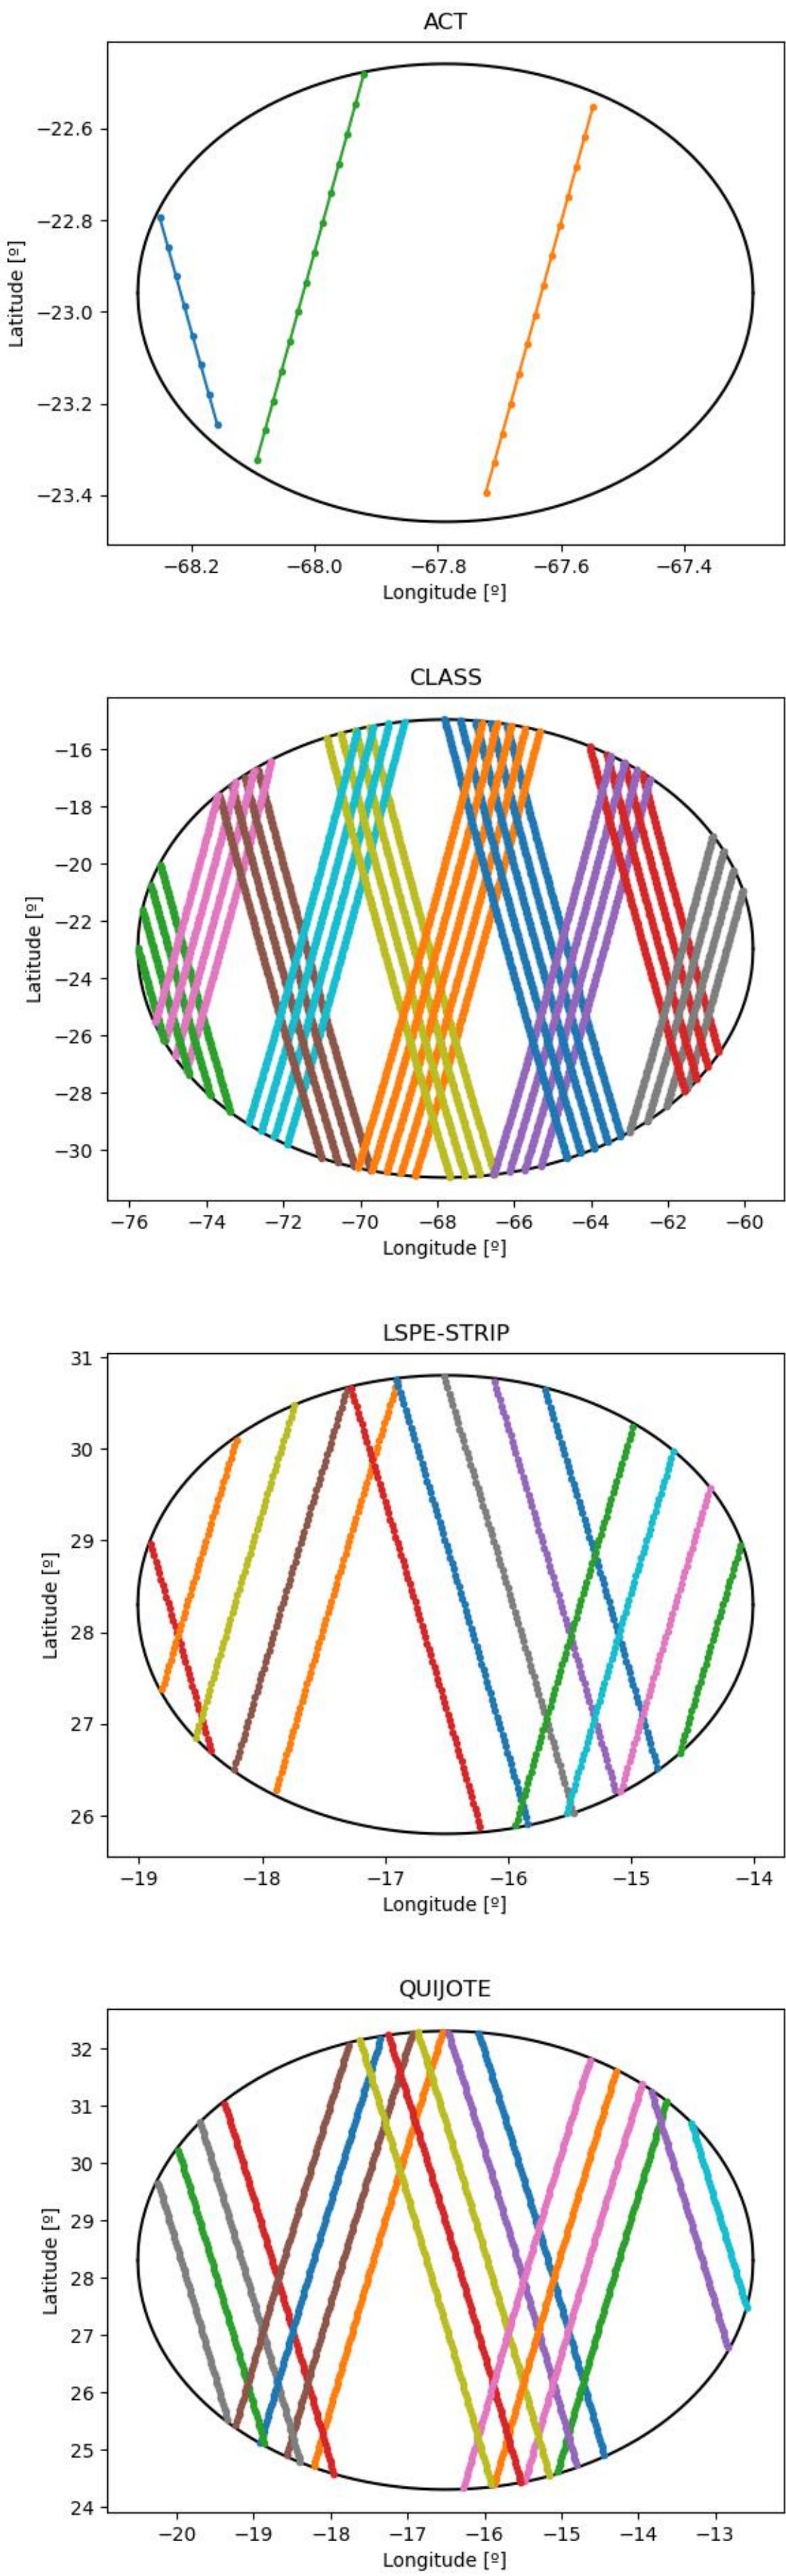 ACT
−22.6
−22.8
−23.0
−23.2
−23.4
Latitude [º]
−68.2 −68.0 −67.8 −67.6 −67.4
Longitude [º]
CLASS
−16
−18
−20
−22
−24
−26
−28
−30
Latitude [º]
−76 −74 −72 −70 −68 −66 −64 −62 −60
Longitude [º]
LSPE-STRIP
31
30
29
28
27
26
Latitude [º]
−19 −18 −17 −16 −15 −14
Longitude [º]
QUIJOTE
32
31
30
29
28
27
26
25
24
Latitude [º]
−20 −19 −18 −17 −16 −15 −14 −13
Longitude [º]